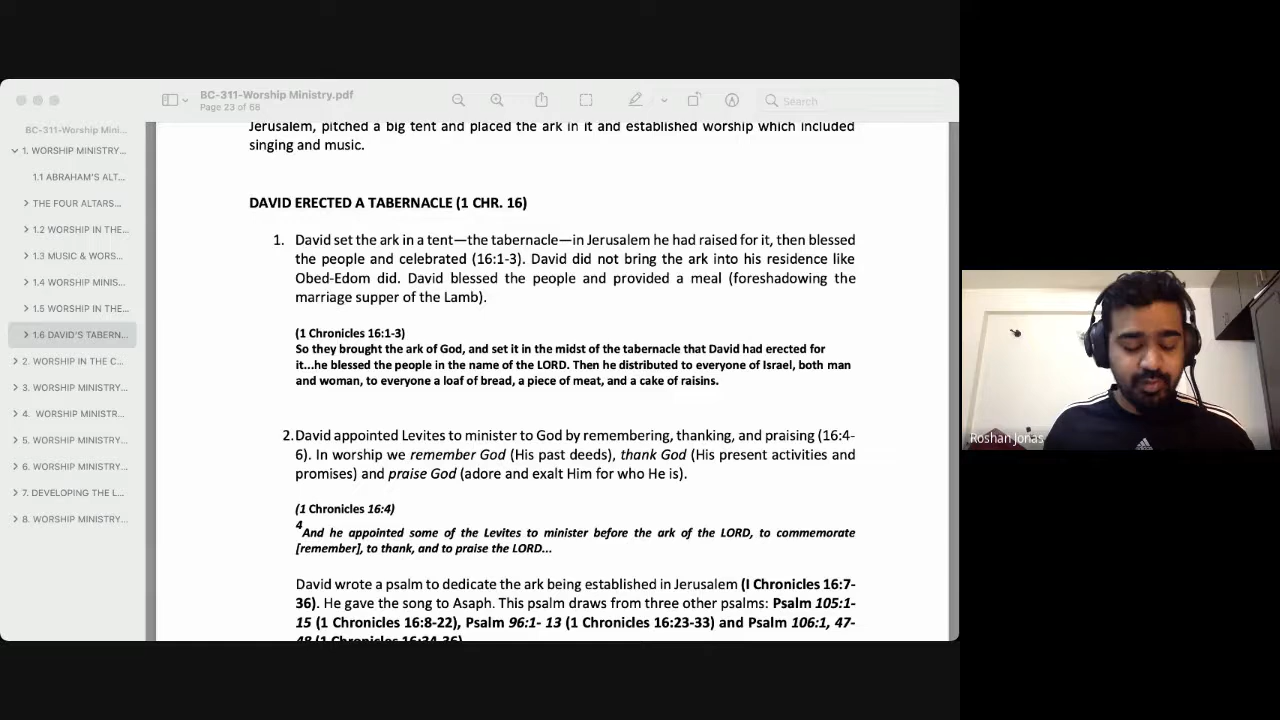 BC-311-Worship Ministry.pdf
Page 23 of 68
Search
BC-311-Worship Mini...
1. WORSHIP MINISTRY...
1.1 ABRAHAM'S ALT...
THE FOUR ALTARS...
1.2 WORSHIP IN THE...
1.3 MUSIC & WORS...
1.4 WORSHIP MINIS...
1.5 WORSHIP IN THE...
1.6 DAVID'S TABERN...
2. WORSHIP IN THE C...
3. WORSHIP MINISTRY...
4. WORSHIP MINISTR...
5. WORSHIP MINISTRY...
6. WORSHIP MINISTRY...
7. DEVELOPING THE L...
8. WORSHIP MINISTRY...
Jerusalem, pitched a big tent and placed the ark in it and established worship which included
singing and music.
DAVID ERECTED A TABERNACLE (1 CHR. 16)
1. David set the ark in a tent—the tabernacle—in Jerusalem he had raised for it, then blessed
the people and celebrated (16:1-3). David did not bring the ark into his residence like
Obed-Edom did. David blessed the people and provided a meal (foreshadowing the
marriage supper of the Lamb).
(1 Chronicles 16:1-3)
So they brought the ark of God, and set it in the midst of the tabernacle that David had erected for
it...he blessed the people in the name of the LORD. Then he distributed to everyone of Israel, both man
and woman, to everyone a loaf of bread, a piece of meat, and a cake of raisins.
2. David appointed Levites to minister to God by remembering, thanking, and praising (16:4-
6). In worship we remember God (His past deeds), thank God (His present activities and
promises) and praise God (adore and exalt Him for who He is).
(1 Chronicles 16:4)
4 And he appointed some of the Levites to minister before the ark of the LORD, to commemorate
[remember], to thank, and to praise the LORD...
David wrote a psalm to dedicate the ark being established in Jerusalem (I Chronicles 16:7-
36). He gave the song to Asaph. This psalm draws from three other psalms: Psalm 105:1-
15 (1 Chronicles 16:8-22), Psalm 96:1- 13 (1 Chronicles 16:23-33) and Psalm 106:1, 47-
48 (1 Chronicles 16:34-36).
Roshan Jonas